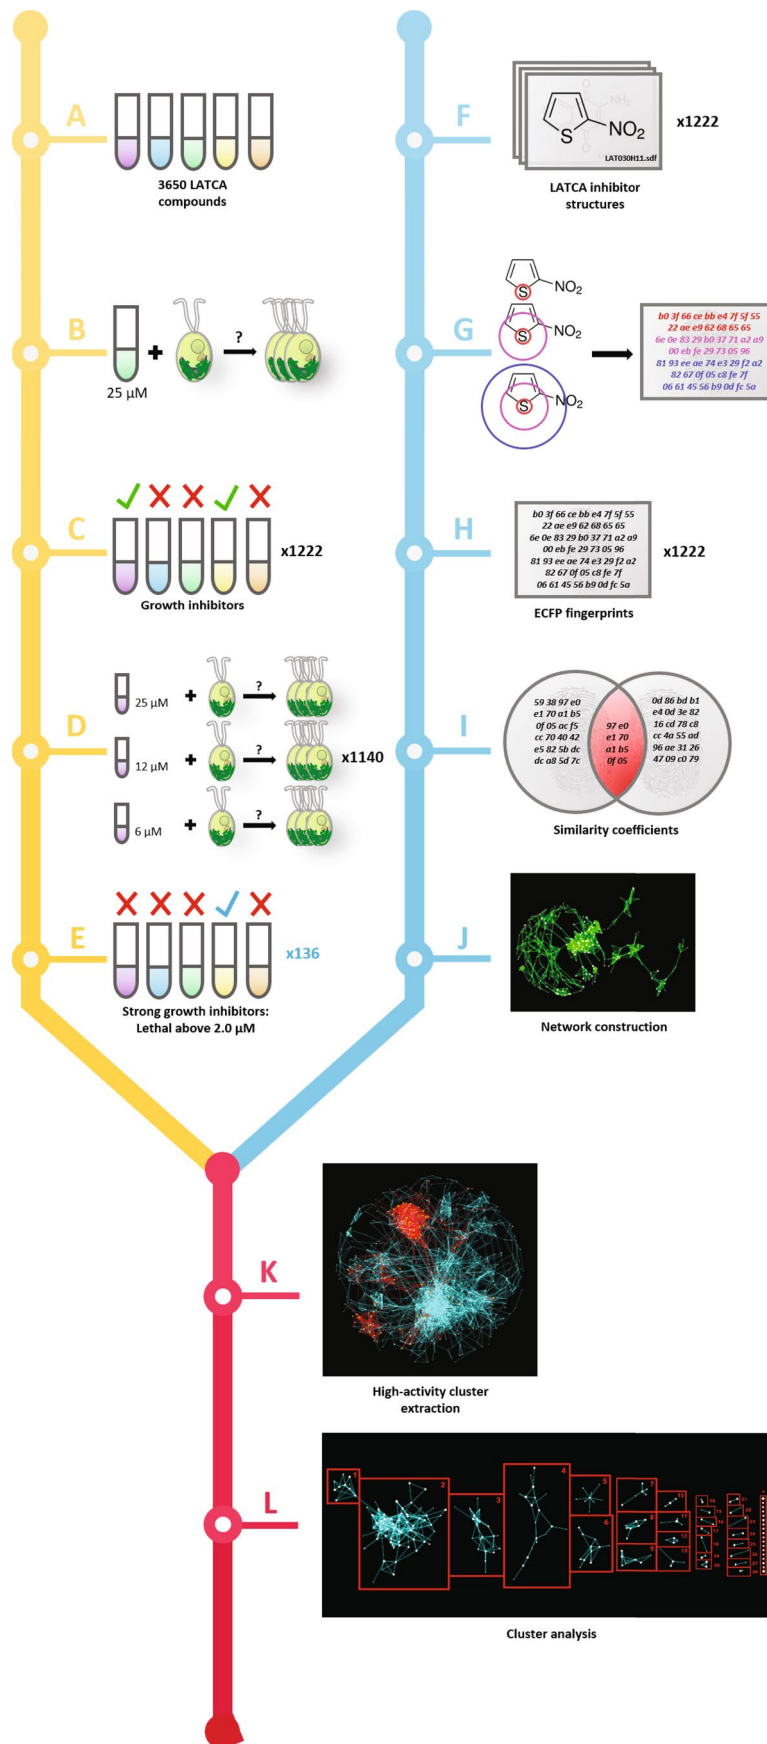 A
3650 LATCA
compounds
B
25 µM
+
?
C
x1222
Growth inhibitors
D
25 µM
+
?
12 µM
+
?
x1140
6 µM
+
?
E
x136
Strong growth inhibitors:
Lethal above 2.0 µM
F
S
NO₂
LAT030H11.sdf
x1222
LATCA inhibitor
structures
G
S
NO₂
S
NO₂
S
NO₂
b0 3f 66 ce bb e4 7f 5f 55
22 ae e9 62 68 65 65
6e 0e 83 29 b0 37 71 a2 a9
00 eb fe 29 73 05 96
81 93 ee ae 74 e3 29 f2 a2
82 67 0f 05 c8 fe 7f
06 61 45 56 b9 0d fc 5a
H
b0 3f 66 ce bb e4 7f 5f 55
22 ae e9 62 68 65 65
6e 0e 83 29 b0 37 71 a2 a9
00 eb fe 29 73 05 96
81 93 ee ae 74 e3 29 f2 a2
82 67 0f 05 c8 fe 7f
06 61 45 56 b9 0d fc 5a
x1222
ECFP fingerprints
I
59 38 97 e0
e1 70 a1 b5
0f 05 ac f5
cc 70 40 42
e5 82 5b dc
dc a8 5d 7c
97 e0
e1 70
a1 b5
0f 05
0d 86 bd b1
e4 0d 3e 82
16 cd 78 c8
cc 4a 55 ad
96 ae 31 26
47 09 c0 79
Similarity coefficients
J
Network construction
K
High-activity cluster
extraction
L
1
2
3
4
5
6
7
8
9
10
11
12
13
Cluster analysis